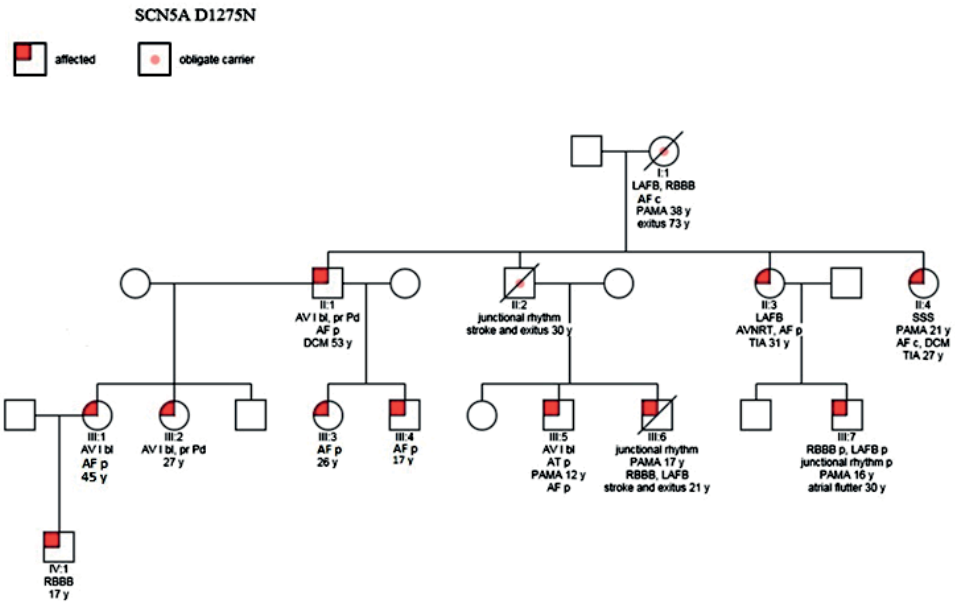 SCN5A D1275N
affected
obligate carrier
I:1
LAFB, RBBB
AF c
PAMA 38 y
exitus 73 y
II:1
AV I bl, pr Pd
AF p
DCM 53 y
II:2
junctional rhythm
stroke and exitus 30 y
II:3
LAFB
AVNRT, AF p
TIA 31 y
II:4
SSS
PAMA 21 y
AF c, DCM
TIA 27 y
III:1
AV I bl
AF p
45 y
III:2
AV I bl, pr Pd
27 y
III:3
AF p
26 y
III:4
AF p
17 y
III:5
AV I bl
AT p
PAMA 12 y
AF p
III:6
junctional rhythm
PAMA 17 y
RBBB, LAFB
stroke and exitus 21 y
III:7
RBBB p, LAFB p
junctional rhythm p
PAMA 16 y
atrial flutter 30 y
IV:1
RBBB
17 y